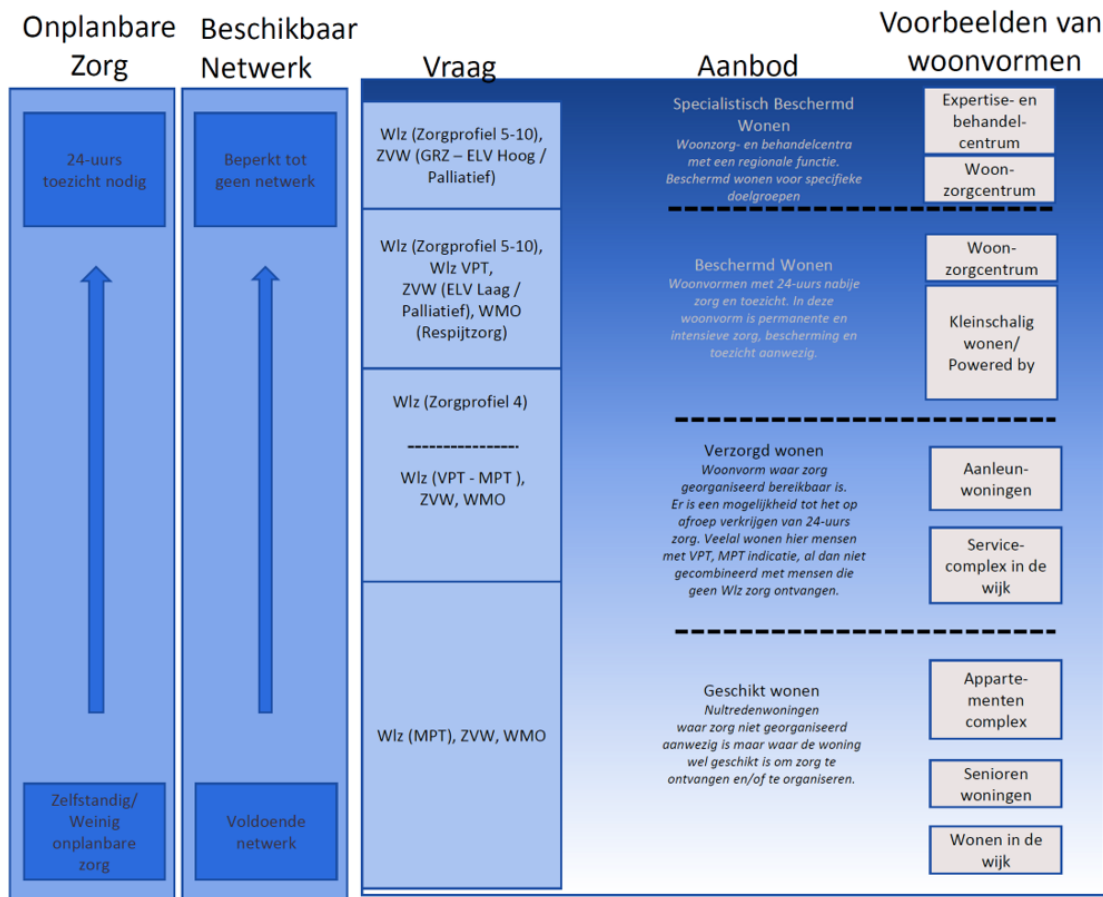 Onplanbare
Zorg
Beschikbaar
Netwerk
Vraag
Aanbod
Voorbeelden van
woonvormen
24-uurs
toezicht nodig
Zelfstandig/
Weinig
onplanbare
zorg
Beperkt tot
geen netwerk
Voldoende
netwerk
Wlz (Zorgprofiel 5-10),
ZVW (GRZ – ELV Hoog /
Palliatief)
Wlz (Zorgprofiel 5-10),
Wlz VPT,
ZVW (ELV Laag /
Palliatief), WMO
(Respijtzorg)
Wlz (Zorgprofiel 4)
Wlz (VPT - MPT ),
ZVW, WMO
Wlz (MPT), ZVW, WMO
Specialistisch Beschermd
Wonen
Woonzorg- en behandelcentra
met een regionale functie.
Beschermd wonen voor specifieke
doelgroepen
Beschermd Wonen
Woonvormen met 24-uurs nabije
zorg en toezicht. In deze
woonvorm is permanente en
intensieve zorg, bescherming en
toezicht aanwezig.
Verzorgd wonen
Woonvorm waar zorg
georganiseerd bereikbaar is.
Er is een mogelijkheid tot het op
afroep verkrijgen van 24-uurs
zorg. Veelal wonen hier mensen
met VPT, MPT indicatie, al dan niet
gecombineerd met mensen die
geen Wlz zorg ontvangen.
Geschikt wonen
Nultredenwoningen
waar zorg niet georganiseerd
aanwezig is maar waar de woning
wel geschikt is om zorg te
ontvangen en/of te organiseren.
Expertise- en
behandel-
centrum
Woon-
zorgcentrum
Woon-
zorgcentrum
Kleinschalig
wonen/
Powered by
Aanleun-
woningen
Service-
complex in de
wijk
Apparte-
menten
complex
Senioren
woningen
Wonen in de
wijk